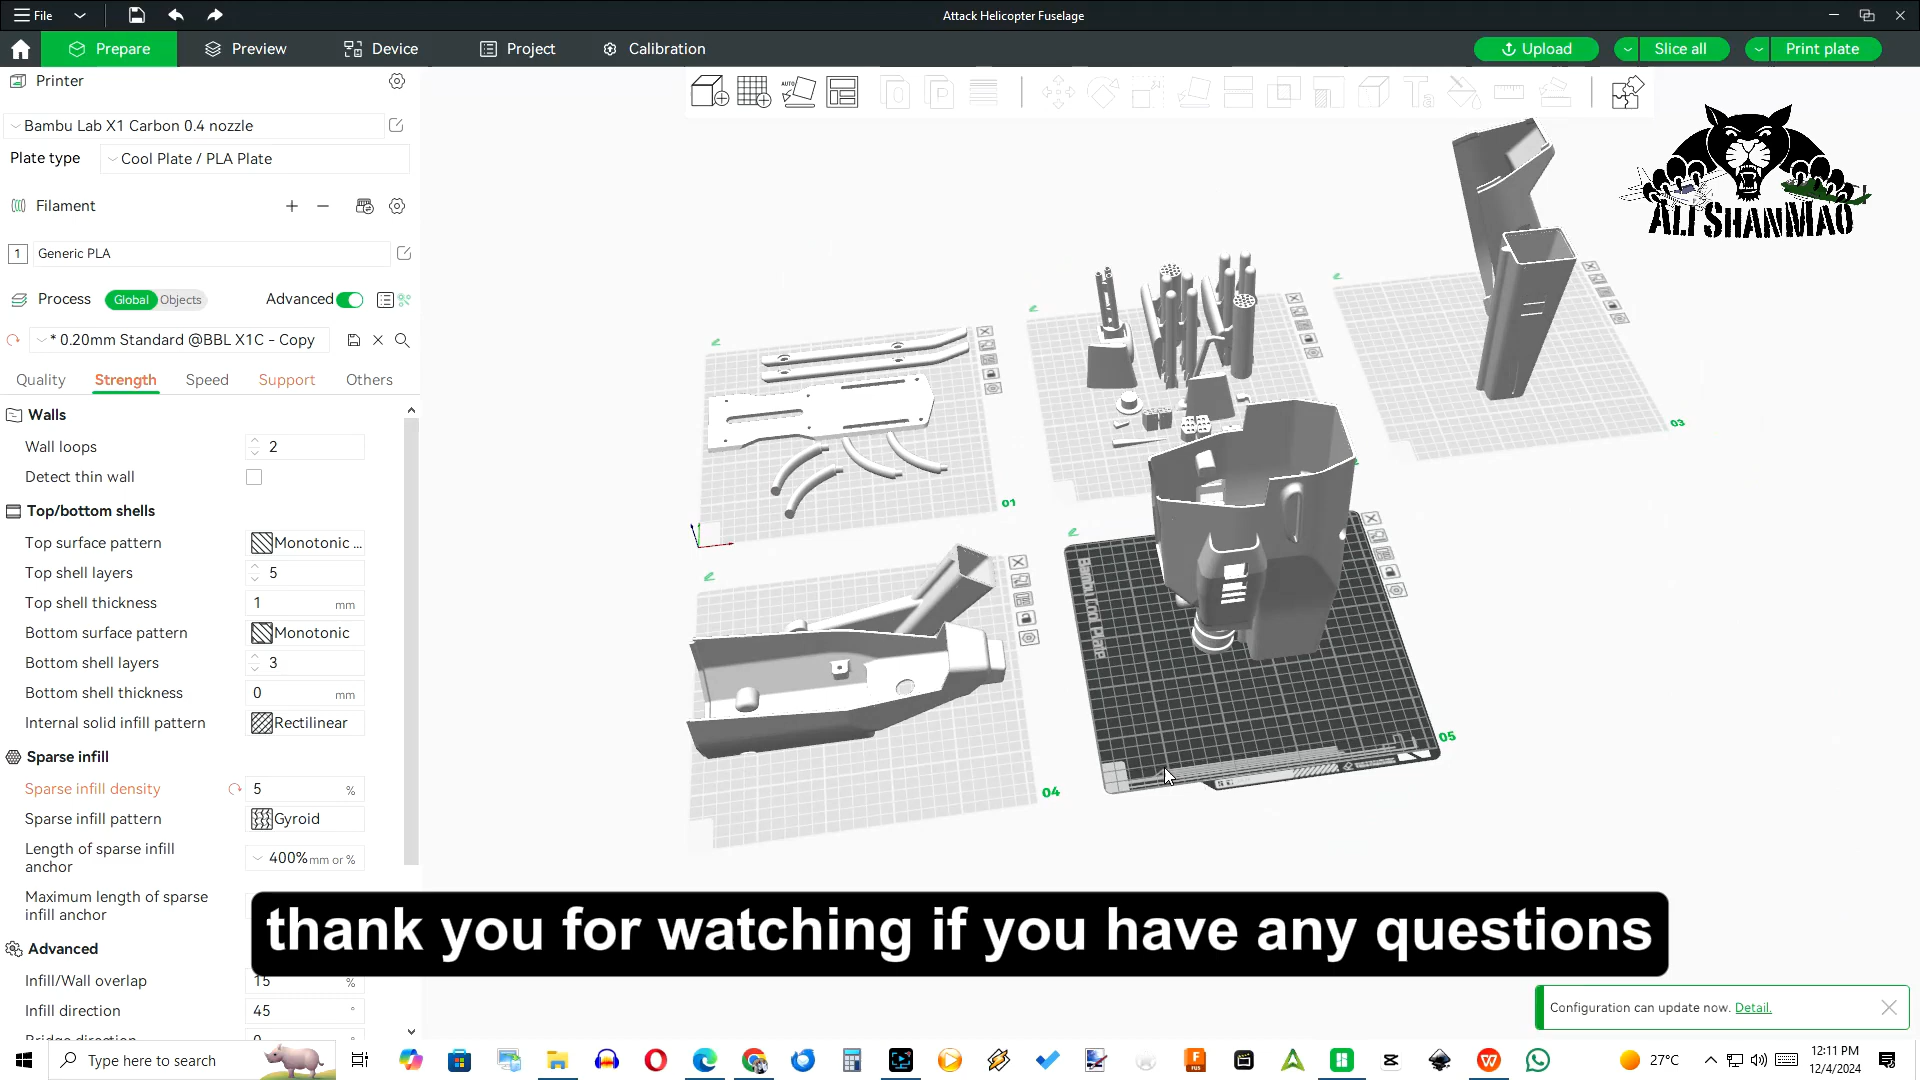 File
Attack Helicopter Fuselage
Prepare
Preview
Device
Project
Calibration
Upload
Slice all
Print plate
Printer
Bambu Lab X1 Carbon 0.4 nozzle
Plate type
Cool Plate / PLA Plate
Filament
1
Generic PLA
Process
Global
Objects
Advanced
* 0.20mm Standard @BBL X1C - Copy
Quality
Strength
Speed
Support
Others
Walls
Wall loops
2
Detect thin wall
Top/bottom shells
Top surface pattern
Monotonic ...
Top shell layers
5
Top shell thickness
1 mm
Bottom surface pattern
Monotonic
Bottom shell layers
3
Bottom shell thickness
0 mm
Internal solid infill pattern
Rectilinear
Sparse infill
Sparse infill density
5 %
Sparse infill pattern
Gyroid
Length of sparse infill
anchor
400% mm or %
Maximum length of sparse
infill anchor
Advanced
Infill/Wall overlap
15 %
Infill direction
45 °
Bridge direction
0
AUTO
ALI SHANMAO
01
03
04
05
Bambu Cool Plate
thank you for watching if you have any questions
Configuration can update now. Detail.
Type here to search
27°C
12:11 PM
12/4/2024